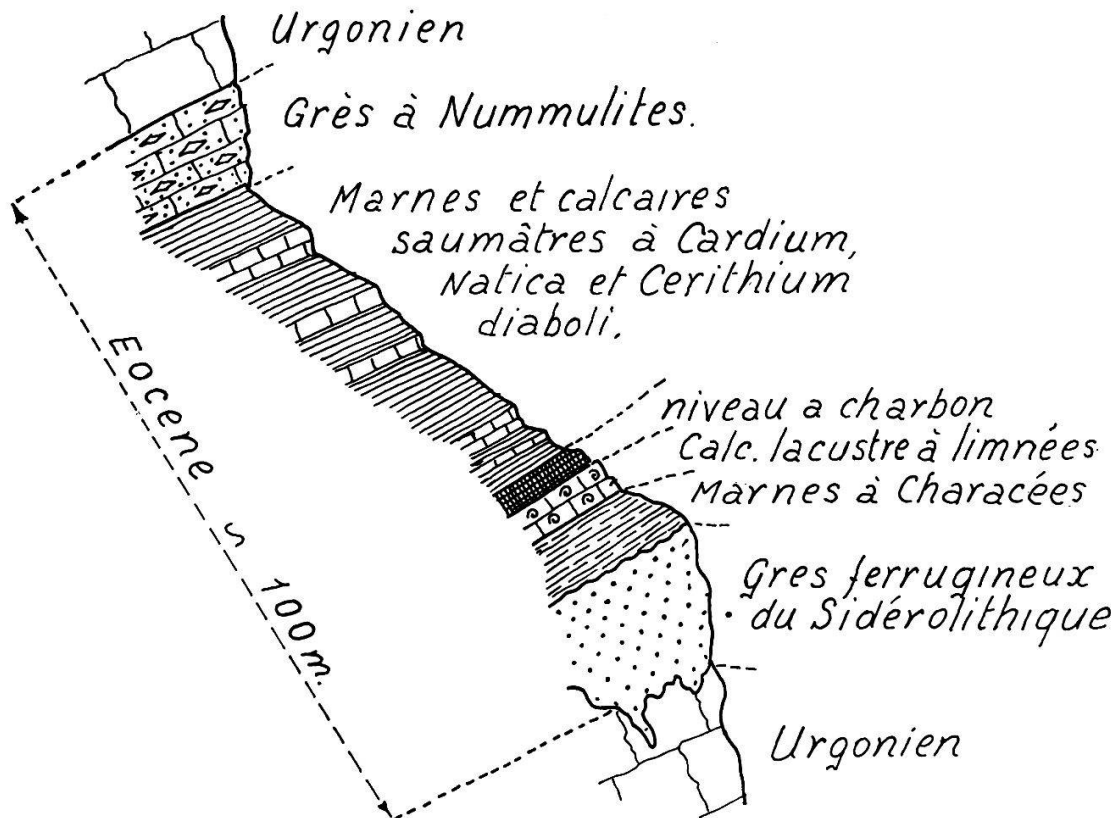 Urgonien
Grès à Nummulites.
Marnes et calcaires
saumâtres à Cardium,
Natica et Cerithium
diaboli.
Eocene ~ 100m.
niveau a charbon
Calc. lacustre à limnées
Marnes à Characées
Gres ferrugineux
du Sidérolithique
Urgonien